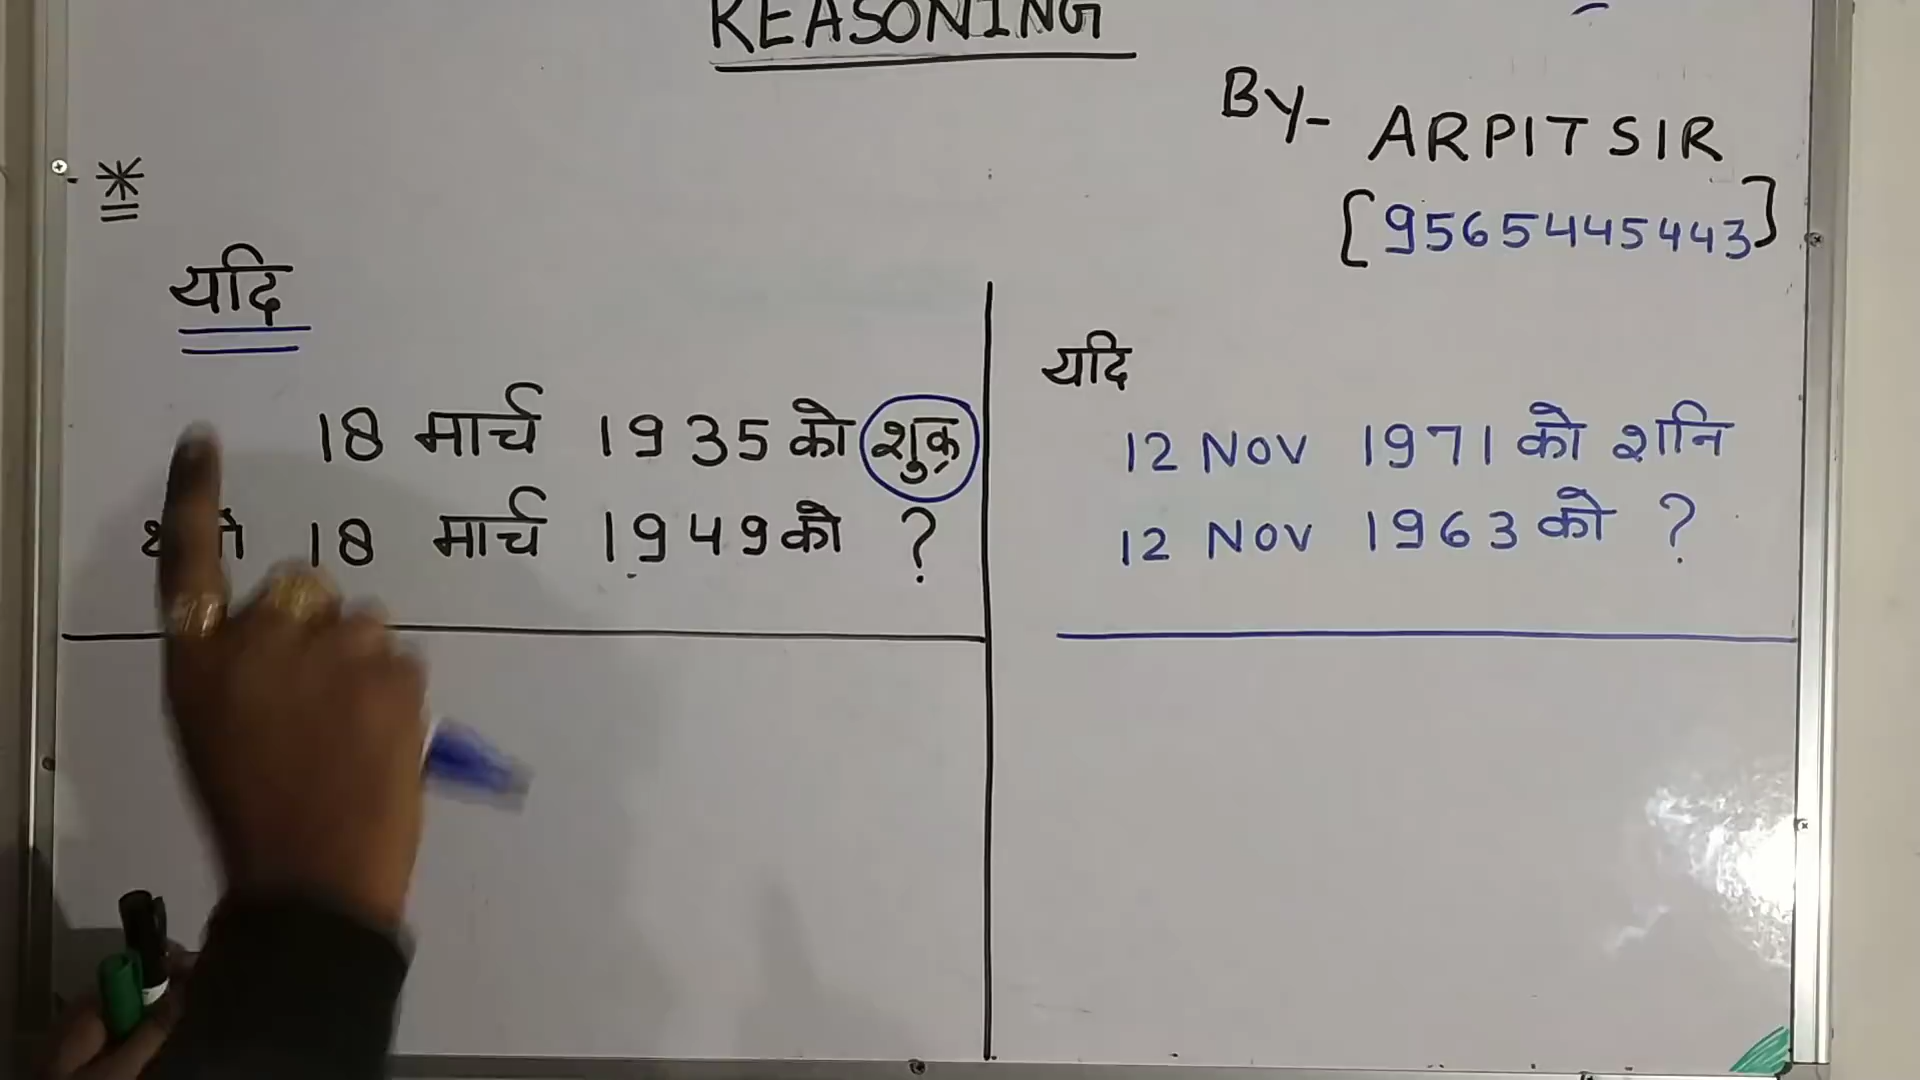 REASONING
By- ARPIT SIR
[9565445443]
यदि
18 मार्च 1935 को शुक्र
18 मार्च 1949 को ?
यदि
12 Nov 1971 को शनि
12 Nov 1963 को ?